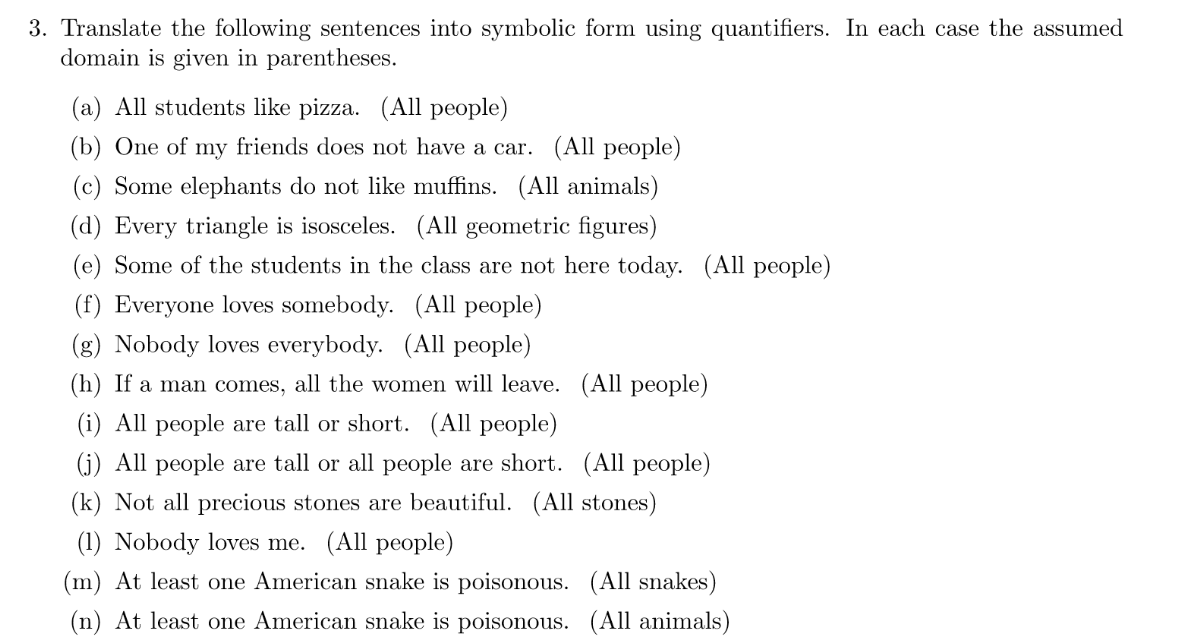 3. Translate the following sentences into symbolic form using quantifiers. In each case the assumed
domain is given in parentheses.
(a) All students like pizza. (All people)
(b) One of my friends does not have a car. (All people)
(c) Some elephants do not like muffins. (All animals)
(d) Every triangle is isosceles. (All geometric figures)
(e) Some of the students in the class are not here today. (All people)
(f) Everyone loves somebody. (All people)
(g) Nobody loves everybody. (All people)
(h) If a man comes, all the women will leave. (All people)
(i) All people are tall or short. (All people)
(j) All people are tall or all people are short. (All people)
(k) Not all precious stones are beautiful. (All stones)
(l) Nobody loves me. (All people)
(m) At least one American snake is poisonous. (All snakes)
(n) At least one American snake is poisonous. (All animals)